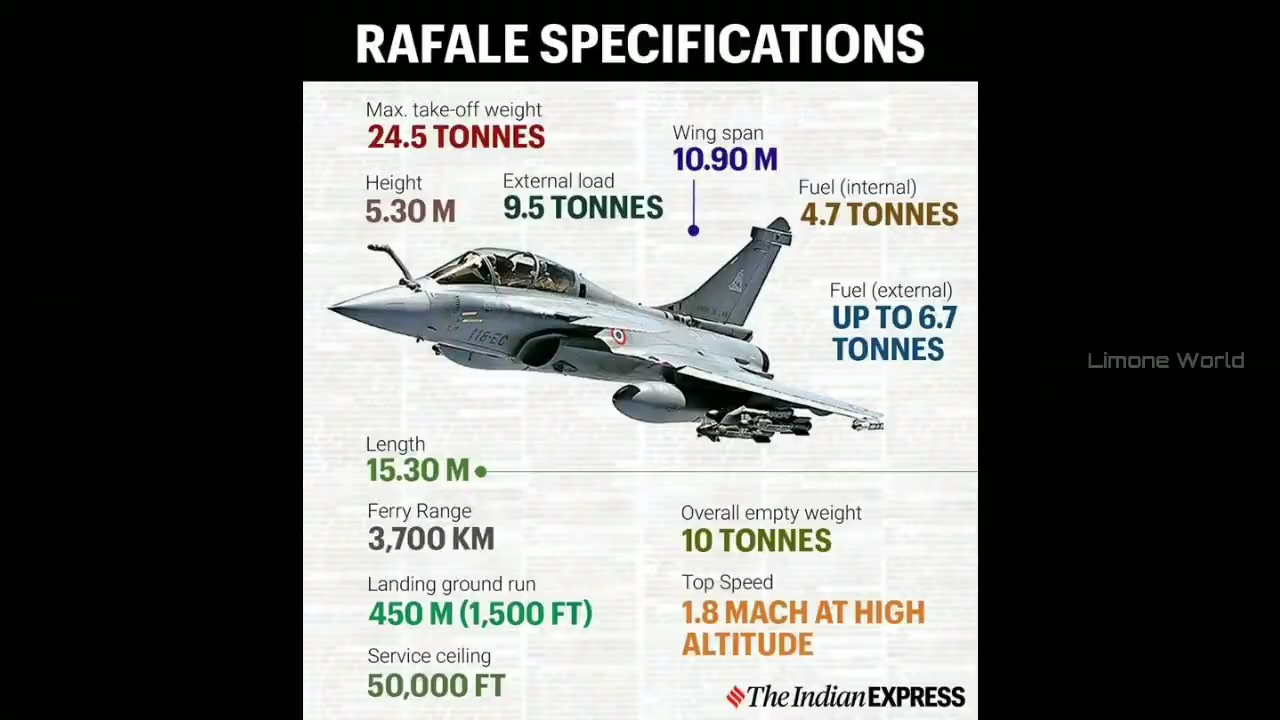 RAFALE SPECIFICATIONS
Max. take-off weight
24.5 TONNES
Wing span
10.90 M
Height
5.30 M
External load
9.5 TONNES
Fuel (internal)
4.7 TONNES
Fuel (external)
UP TO 6.7
TONNES
116-EC
Limone World
Length
15.30 M
Ferry Range
3,700 KM
Overall empty weight
10 TONNES
Landing ground run
450 M (1,500 FT)
Top Speed
1.8 MACH AT HIGH
ALTITUDE
Service ceiling
50,000 FT
The Indian EXPRESS